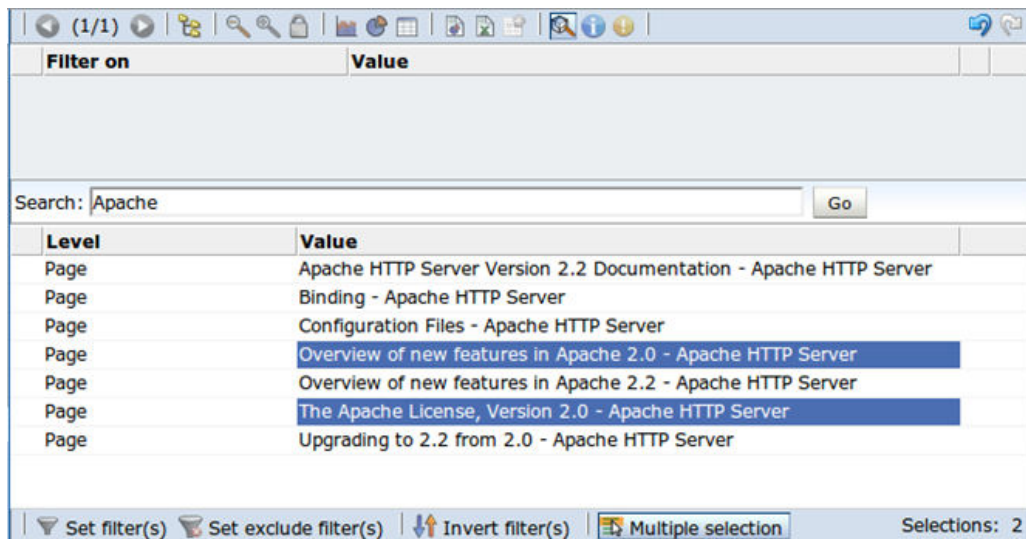 (1/1)
Filter on Value
Search: Apache Go
Level Value
Page Apache HTTP Server Version 2.2 Documentation - Apache HTTP Server
Page Binding - Apache HTTP Server
Page Configuration Files - Apache HTTP Server
Page Overview of new features in Apache 2.0 - Apache HTTP Server
Page Overview of new features in Apache 2.2 - Apache HTTP Server
Page The Apache License, Version 2.0 - Apache HTTP Server
Page Upgrading to 2.2 from 2.0 - Apache HTTP Server
Set filter(s) Set exclude filter(s) Invert filter(s) Multiple selection Selections: 2